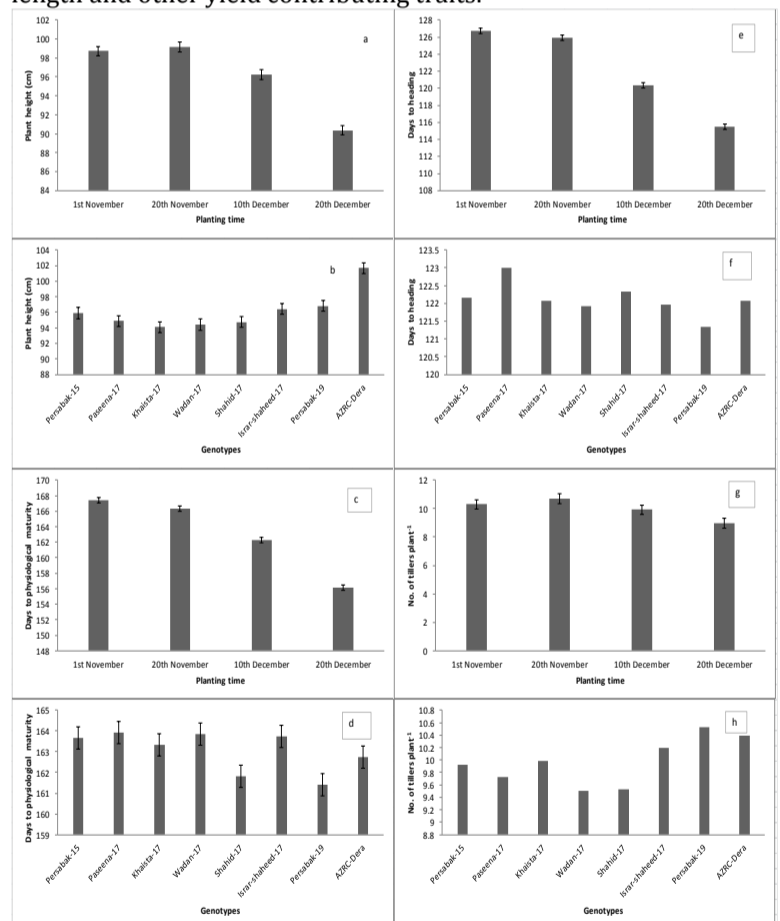 length and other yield contributing traits.
a
Plant height (cm)
102
100
98
96
94
92
90
88
86
84
1st November 20th November 10th December 20th December
Planting time
e
Days to heading
128
126
124
122
120
118
116
114
112
110
108
1st November 20th November 10th December 20th December
Planting time
b
Plant height (cm)
104
102
100
98
96
94
92
90
88
Persabak-15 Paseena-17 Khaista-17 Wadan-17 Shahid-17 Israr-shaheed-17 Persabak-19 AZRC-Dera
Genotypes
f
Days to heading
123.5
123
122.5
122
121.5
121
120.5
120
Persabak-15 Paseena-17 Khaista-17 Wadan-17 Shahid-17 Israr-shaheed-17 Persabak-19 AZRC-Dera
Genotypes
c
Days to physiological maturity
170
168
166
164
162
160
158
156
154
152
150
148
1st November 20th November 10th December 20th December
Planting time
g
No. of tillers plant⁻¹
12
10
8
6
4
2
0
1st November 20th November 10th December 20th December
Planting time
d
Days to physiological maturity
165
164
163
162
161
160
159
Persabak-15 Paseena-17 Khaista-17 Wadan-17 Shahid-17 Israr-shaheed-17 Persabak-19 AZRC-Dera
Genotypes
h
No. of tillers plant⁻¹
10.8
10.6
10.4
10.2
10
9.8
9.6
9.4
9.2
9
8.8
Persabak-15 Paseena-17 Khaista-17 Wadan-17 Shahid-17 Israr-shaheed-17 Persabak-19 AZRC-Dera
Genotypes